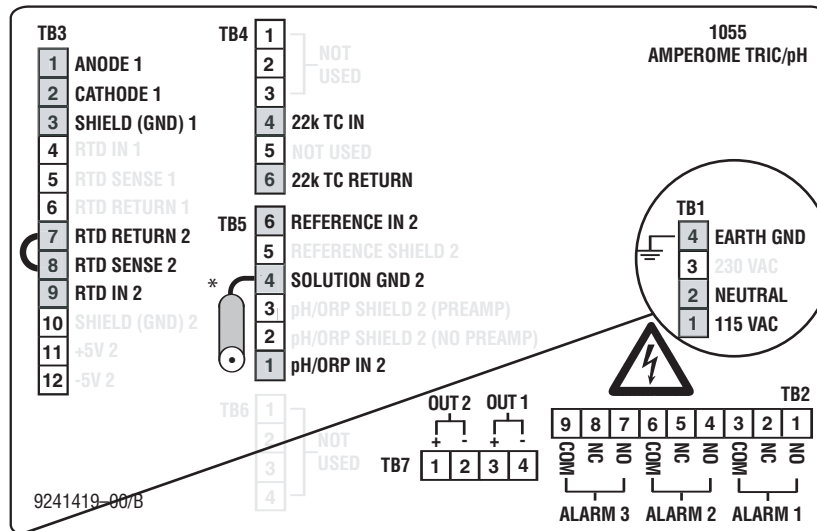 1055
AMPEROME TRIC/pH
TB3
1 ANODE 1
2 CATHODE 1
3 SHIELD (GND) 1
4 RTD IN 1
5 RTD SENSE 1
6 RTD RETURN 1
7 RTD RETURN 2
8 RTD SENSE 2
9 RTD IN 2
10 SHIELD (GND) 2
11 +5V 2
12 -5V 2
TB4
1
2
3
NOT
USED
4 22k TC IN
5 NOT USED
6 22k TC RETURN
TB5
6 REFERENCE IN 2
5 REFERENCE SHIELD 2
4 SOLUTION GND 2
*
3 pH/ORP SHIELD 2 (PREAMP)
2 pH/ORP SHIELD 2 (NO PREAMP)
1 pH/ORP IN 2
TB6
1
2
3
4
NOT
USED
TB1
4 EARTH GND
3 230 VAC
2 NEUTRAL
1 115 VAC
OUT 2 OUT 1
+ - + -
TB7 1 2 3 4
TB2
9 8 7 6 5 4 3 2 1
COM NC NO COM NC NO COM NC NO
ALARM 3 ALARM 2 ALARM 1
9241419-00/B